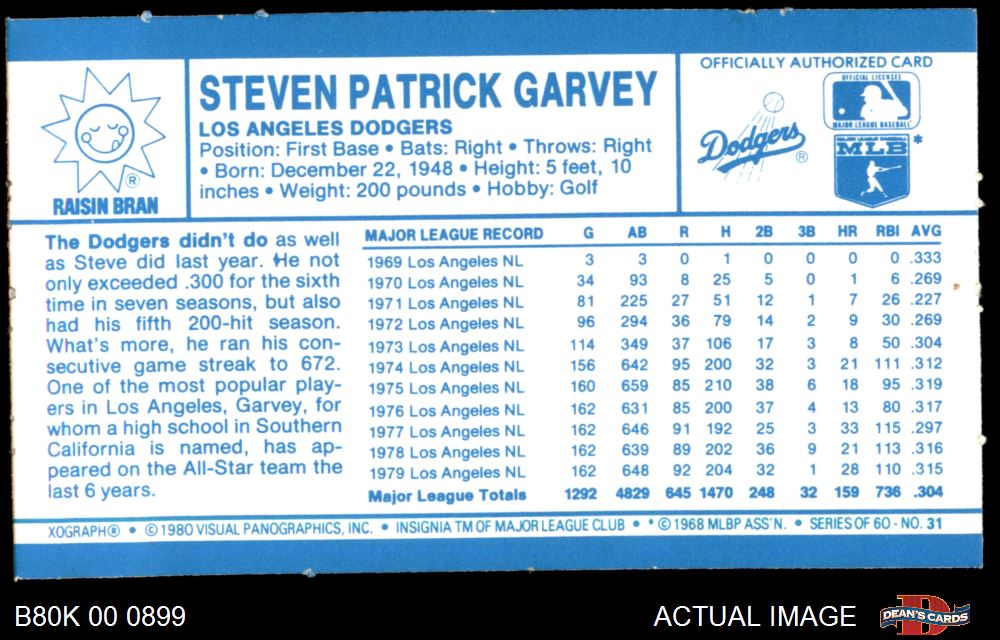 RAISIN BRAN
®
STEVEN PATRICK GARVEY
LOS ANGELES DODGERS
Position: First Base • Bats: Right • Throws: Right
• Born: December 22, 1948 • Height: 5 feet, 10
inches • Weight: 200 pounds • Hobby: Golf
OFFICIALLY AUTHORIZED CARD
Dodgers ®
OFFICIAL LICENSEE
MAJOR LEAGUE BASEBALL
MAJOR LEAGUE BASEBALL
MLB *
The Dodgers didn't do as well
as Steve did last year. He not
only exceeded .300 for the sixth
time in seven seasons, but also
had his fifth 200-hit season.
What's more, he ran his con-
secutive game streak to 672.
One of the most popular play-
ers in Los Angeles, Garvey, for
whom a high school in Southern
California is named, has ap-
peared on the All-Star team the
last 6 years.
MAJOR LEAGUE RECORD G AB R H 2B 3B HR RBI AVG
1969 Los Angeles NL 3 3 0 1 0 0 0 0 .333
1970 Los Angeles NL 34 93 8 25 5 0 1 6 .269
1971 Los Angeles NL 81 225 27 51 12 1 7 26 .227
1972 Los Angeles NL 96 294 36 79 14 2 9 30 .269
1973 Los Angeles NL 114 349 37 106 17 3 8 50 .304
1974 Los Angeles NL 156 642 95 200 32 3 21 111 .312
1975 Los Angeles NL 160 659 85 210 38 6 18 95 .319
1976 Los Angeles NL 162 631 85 200 37 4 13 80 .317
1977 Los Angeles NL 162 646 91 192 25 3 33 115 .297
1978 Los Angeles NL 162 639 89 202 36 9 21 113 .316
1979 Los Angeles NL 162 648 92 204 32 1 28 110 .315
Major League Totals 1292 4829 645 1470 248 32 159 736 .304
XOGRAPH® • ©1980 VISUAL PANOGRAPHICS, INC. • INSIGNIA TM OF MAJOR LEAGUE CLUB • * ©1968 MLBP ASS'N. • SERIES OF 60 - NO. 31
B80K 00 0899
ACTUAL IMAGE
DEAN'S CARDS